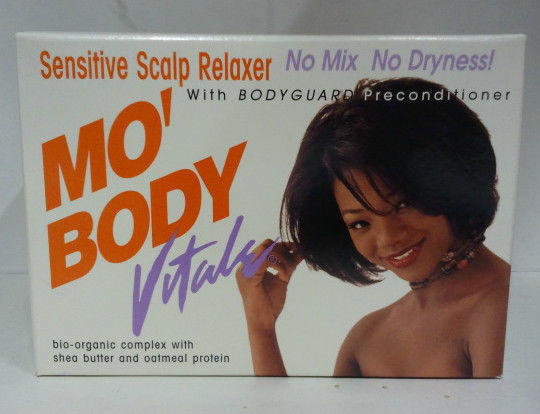 Sensitive Scalp Relaxer No Mix No Dryness!
With BODYGUARD Preconditioner
MO'
BODY
Vitale
bio-organic complex with
shea butter and oatmeal protein